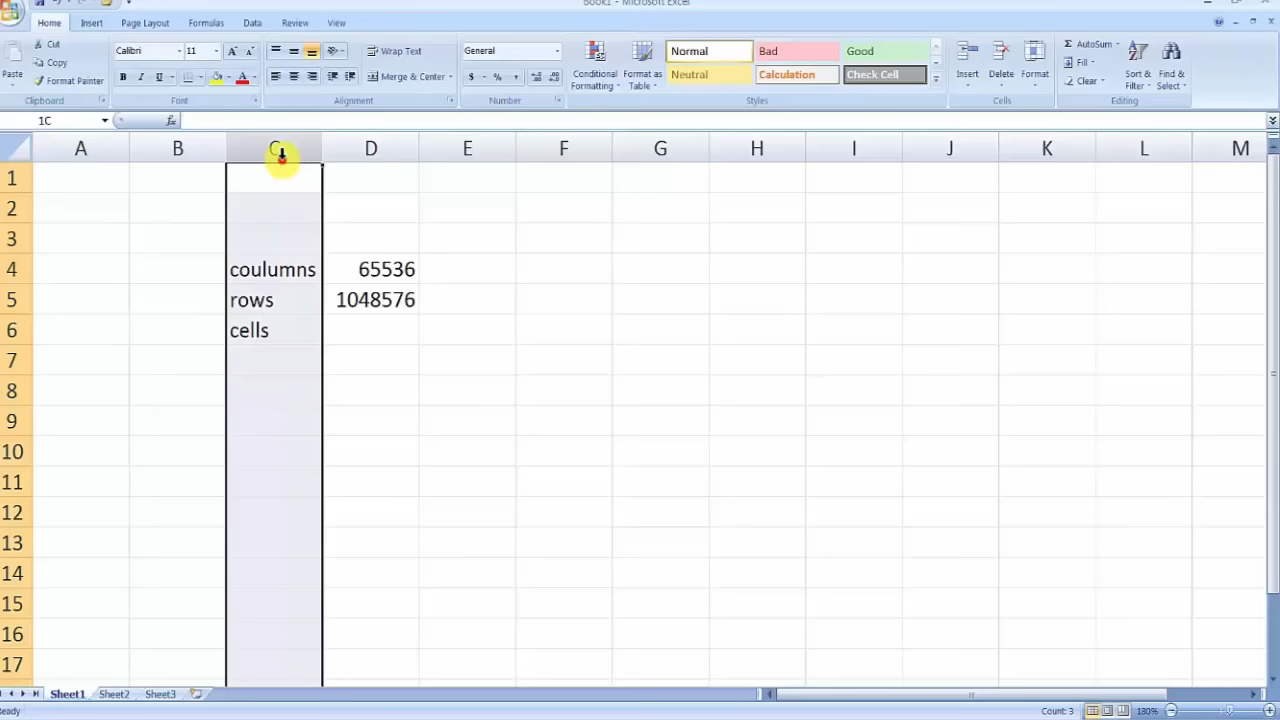 Book1 - Microsoft Excel
Home Insert Page Layout Formulas Data Review View
Cut
Copy
Format Painter
Paste
Clipboard
Calibri 11
B I U
Font
Wrap Text
Merge & Center
Alignment
General
$ % ,
Number
Conditional Formatting
Format as Table
Normal Bad Good
Neutral Calculation Check Cell
Styles
Insert Delete Format
Cells
AutoSum
Fill
Clear
Sort & Filter
Find & Select
Editing
1C fx
A B C D E F G H I J K L M
1
2
3
4 coulumns 65536
5 rows 1048576
6 cells
7
8
9
10
11
12
13
14
15
16
17
Sheet1 Sheet2 Sheet3
Ready Count: 3 180%